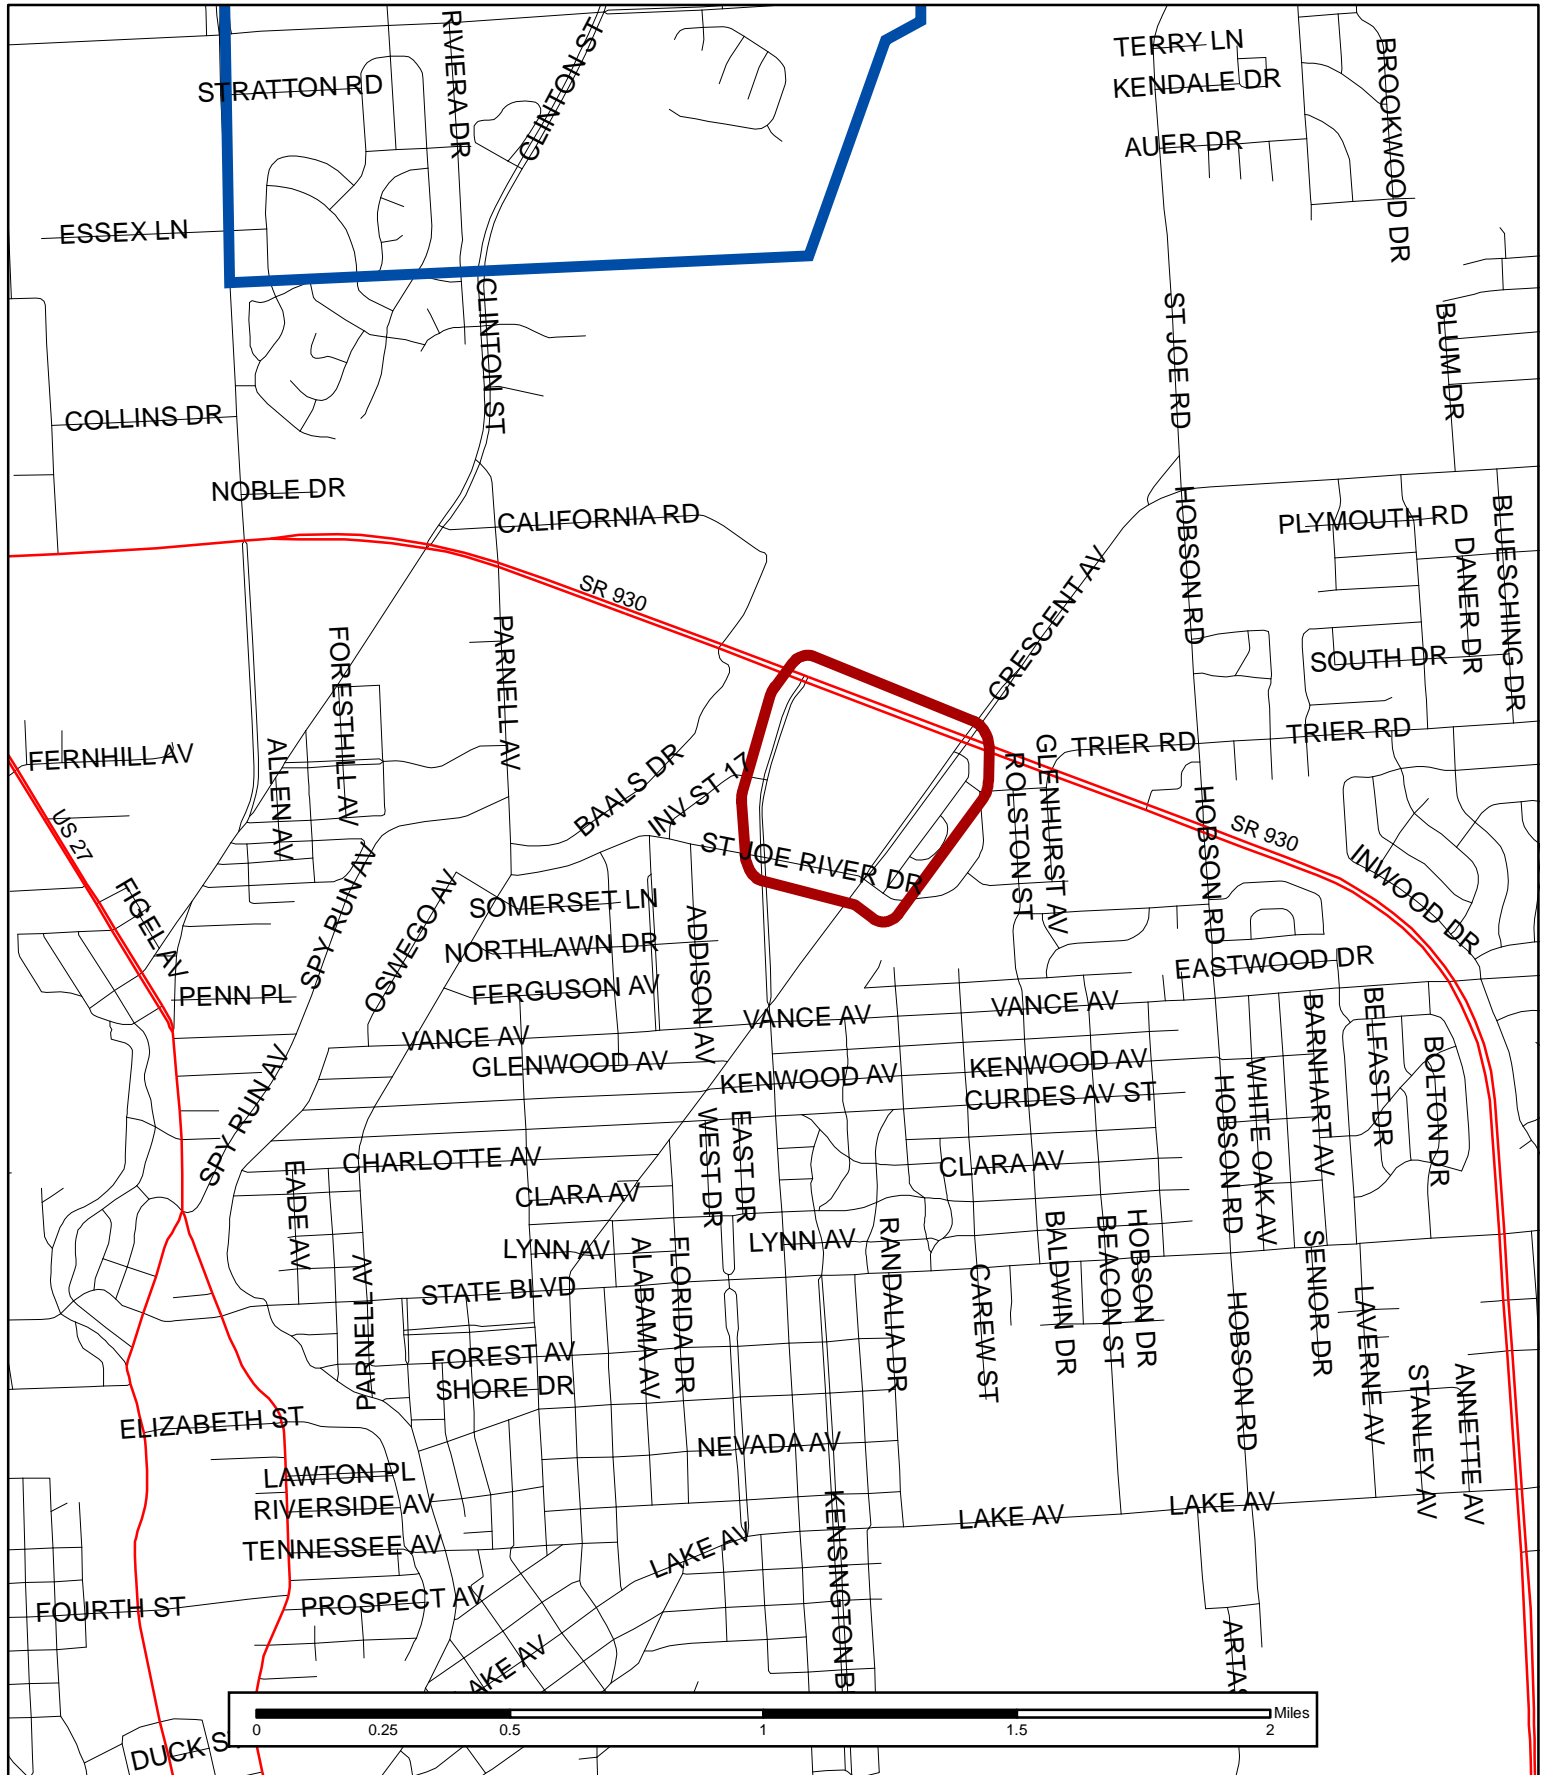 RIVIERA DR
CLINTON ST
TERRY LN
BROOKWOOD DR
STRATTON RD
KENDALE DR
AUER DR
ESSEX LN
CLINTON ST
ST JOE RD
BLUM DR
COLLINS DR
NOBLE DR
CALIFORNIA RD
HOBSON RD
PLYMOUTH RD
BLUESCHING DR
DANER DR
SR 930
CRESCENT AV
FORESTHILL AV
PARNELL AV
SOUTH DR
FERNHILL AV
ALLEN AV
BAALS DR
INV ST 17
GLENHURST AV
ROLSTON ST
TRIER RD
TRIER RD
US 27
HOBSON RD
SR 930
INWOOD DR
ST JOE RIVER DR
FIGEL AV
SPY RUN AV
OSWEGO AV
SOMERSET LN
ADDISON AV
NORTHLAWN DR
EASTWOOD DR
PENN PL
FERGUSON AV
VANCE AV
VANCE AV
BARNHART AV
BELFAST DR
VANCE AV
GLENWOOD AV
KENWOOD AV
KENWOOD AV
CURDES AV ST
HOBSON RD
WHITE OAK AV
BOLTON DR
SPY RUN AV
WEST DR
EAST DR
CHARLOTTE AV
CLARA AV
EADE AV
CLARA AV
LYNN AV
LYNN AV
ALABAMA AV
FLORIDA DR
RANDALIA DR
BALDWIN DR
BEACON ST
HOBSON DR
SENIOR DR
PARNELL AV
STATE BLVD
CAREW ST
HOBSON RD
LAVERNE AV
FOREST AV
SHORE DR
STANLEY AV
ANNETTE AV
ELIZABETH ST
NEVADA AV
LAWTON PL
RIVERSIDE AV
KENSINGTON B
LAKE AV
LAKE AV
TENNESSEE AV
LAKE AV
FOURTH ST
PROSPECT AV
AKE AV
ARTAS
DUCK ST
Miles
0 0.25 0.5 1 1.5 2